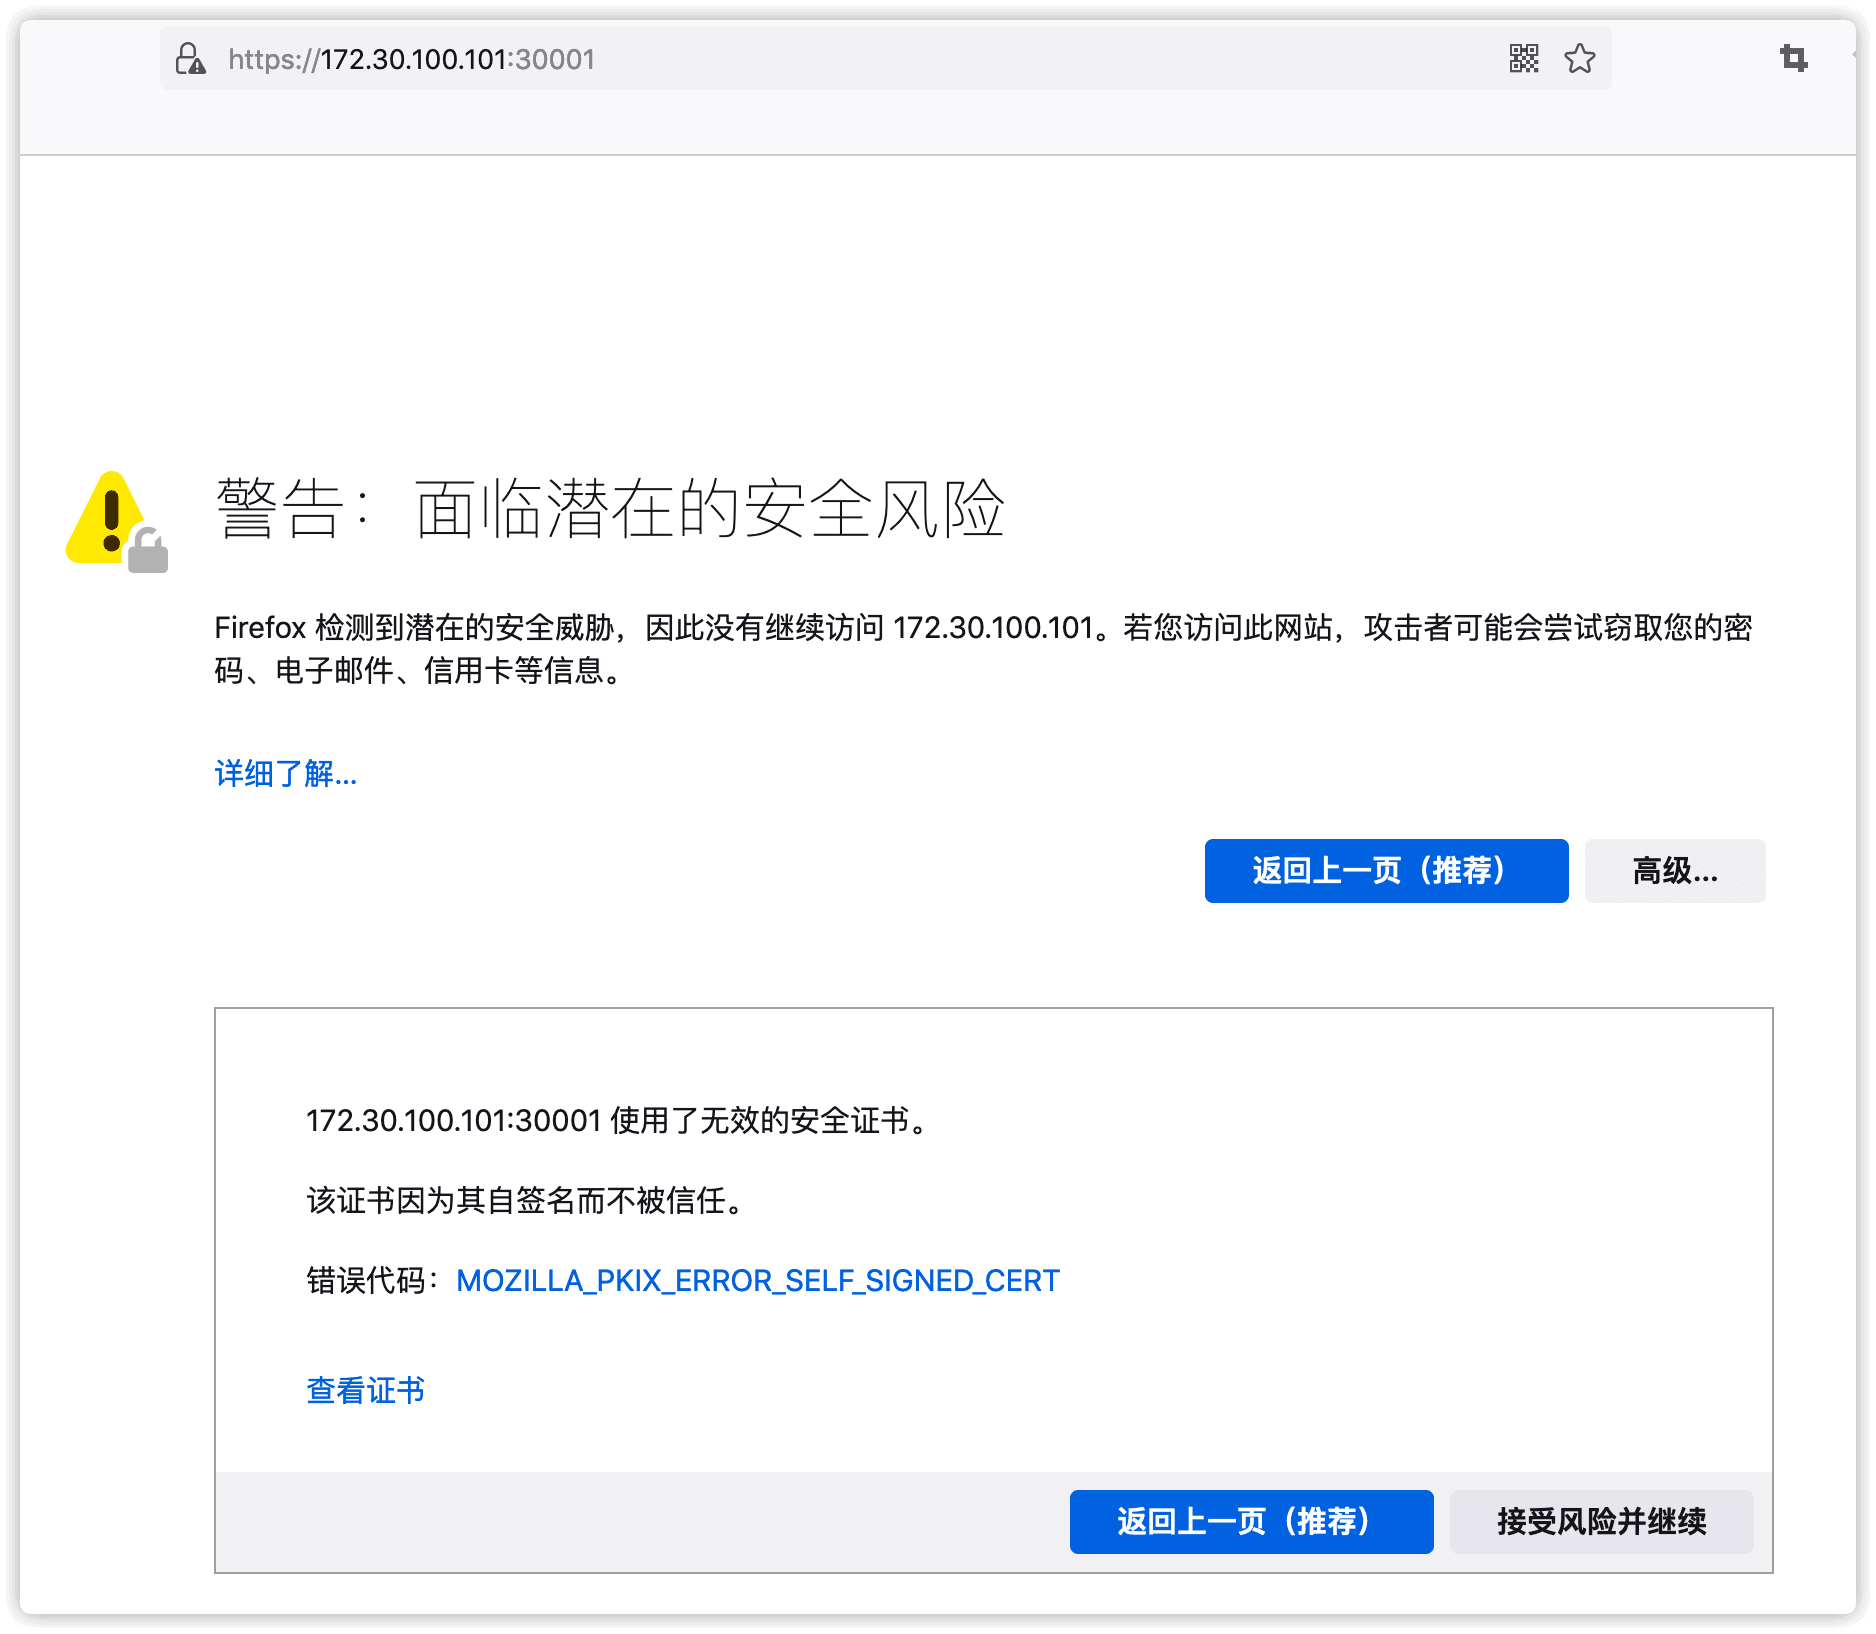 https://172.30.100.101:30001
警告：面临潜在的安全风险
Firefox 检测到潜在的安全威胁，因此没有继续访问 172.30.100.101。若您访问此网站，攻击者可能会尝试窃取您的密
码、电子邮件、信用卡等信息。
详细了解…
返回上一页（推荐）
高级…
172.30.100.101:30001 使用了无效的安全证书。
该证书因为其自签名而不被信任。
错误代码：MOZILLA_PKIX_ERROR_SELF_SIGNED_CERT
查看证书
返回上一页（推荐）
接受风险并继续